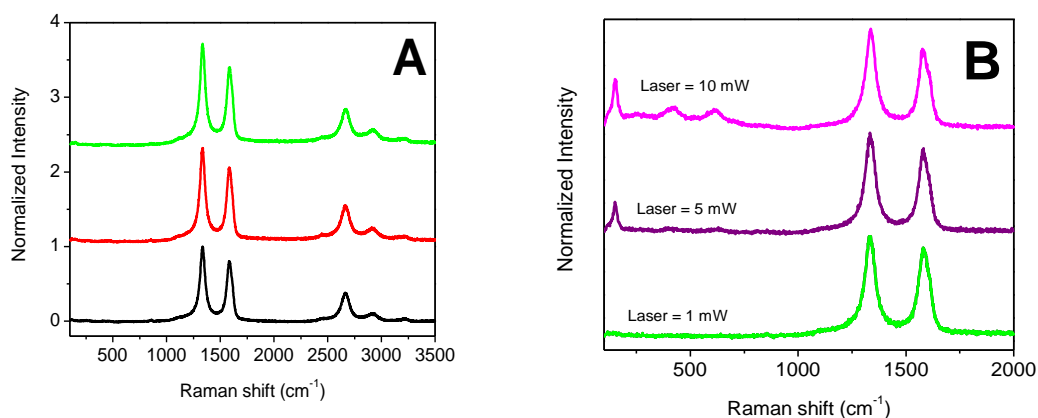 A
4
3
2
1
0
Normalized Intensity
500 1000 1500 2000 2500 3000 3500
Raman shift (cm⁻¹)
B
Laser = 10 mW
Laser = 5 mW
Laser = 1 mW
Normalized Intensity
500 1000 1500 2000
Raman shift (cm⁻¹)